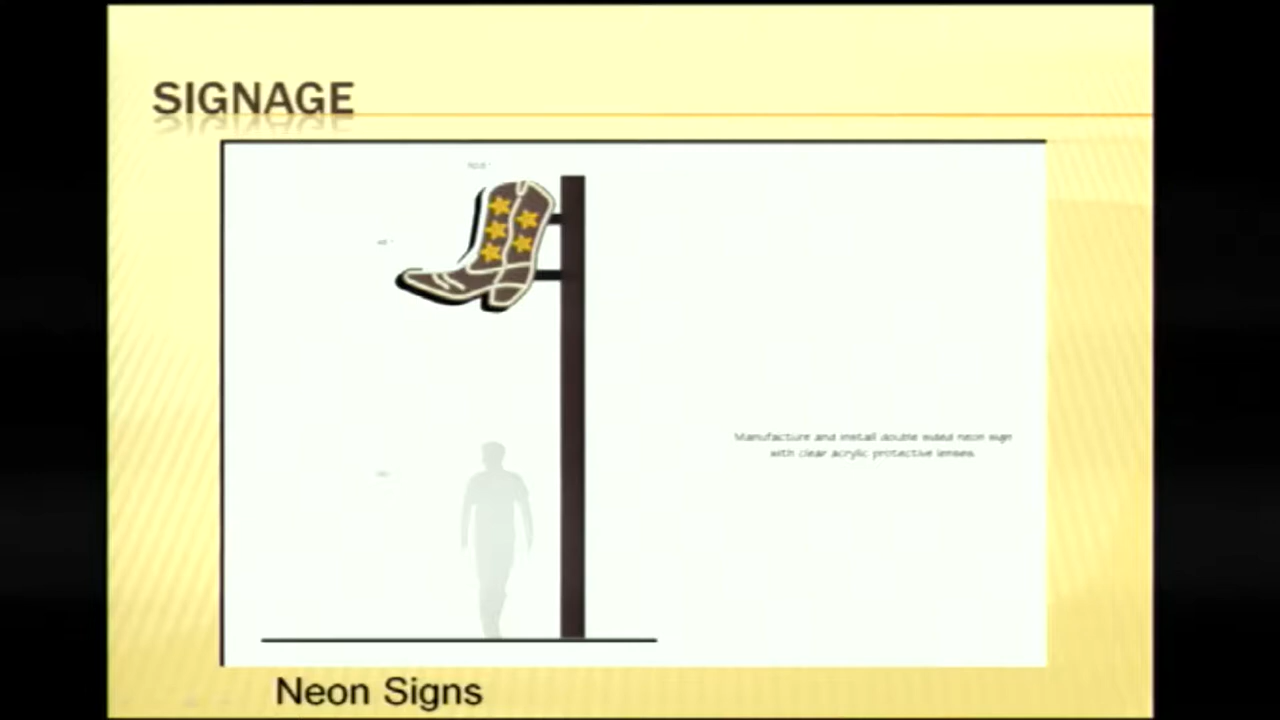 SIGNAGE
Manufacture and install double sided neon sign
with clear acrylic protective lenses.
Neon Signs